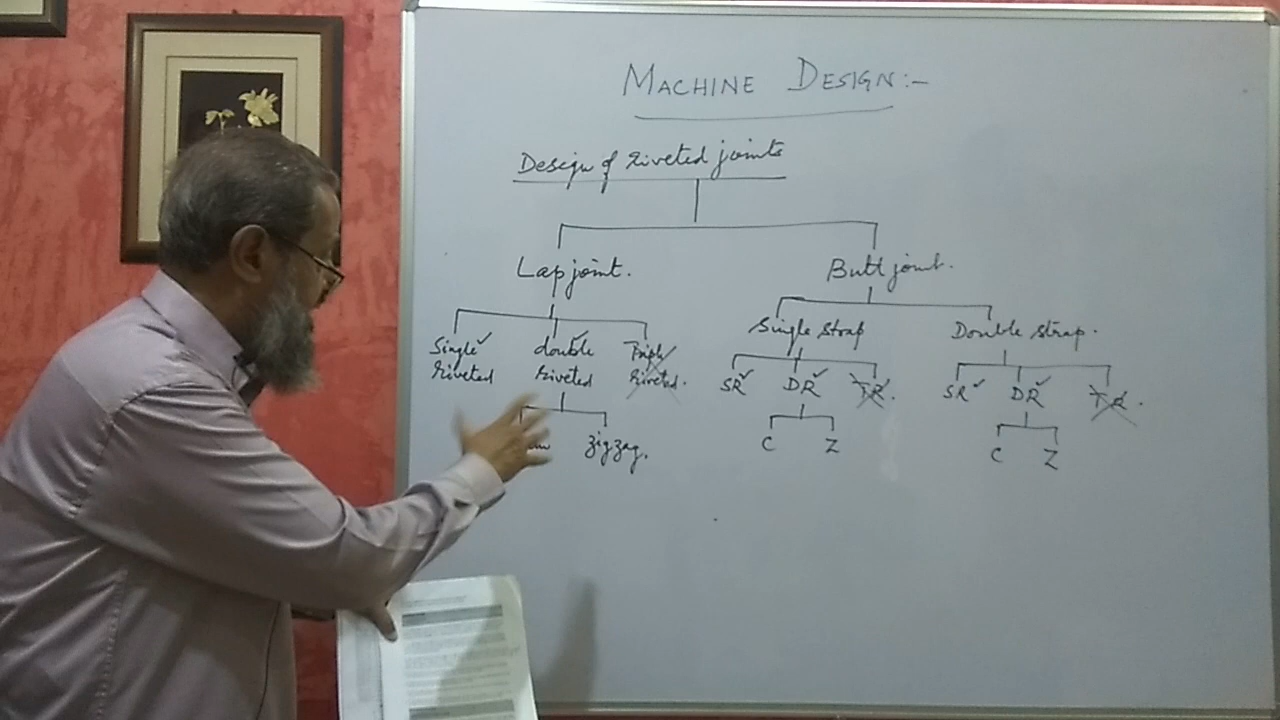 MACHINE DESIGN:-
Design of riveted joints
Lap joint. Butt joint.
Single strap Double strap.
Single double Triple
riveted riveted riveted.
SR DR TR. SR DR TR.
zigzag. C Z C Z